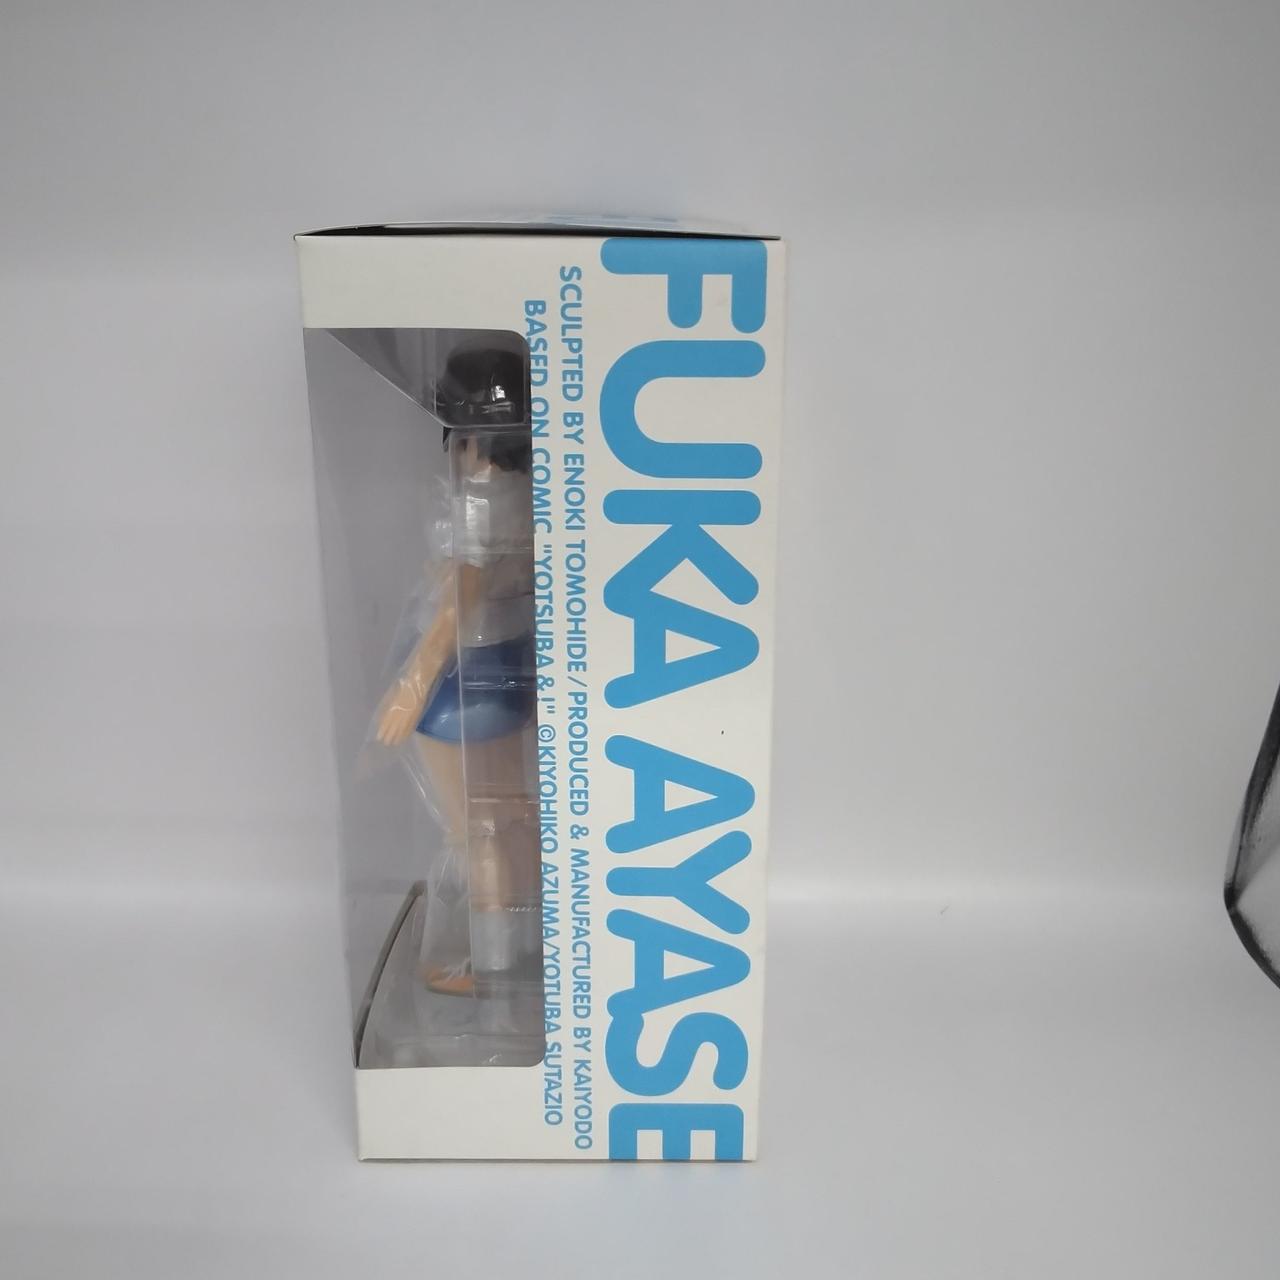 FUKA AYASE
SCULPTED BY ENOKI TOMOHIDE / PRODUCED & MANUFACTURED BY KAIYODO
BASED ON COMIC "YOTSUBA & !" ©KIYOHIKO AZUMA/YOTUBA SUTAZIO